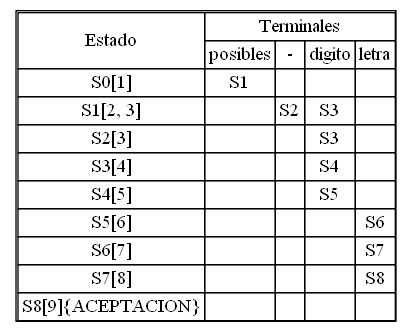 Estado Terminales
posibles - digito letra
S0[1] S1
S1[2, 3] S2 S3
S2[3] S3
S3[4] S4
S4[5] S5
S5[6] S6
S6[7] S7
S7[8] S8
S8[9]{ACEPTACION}